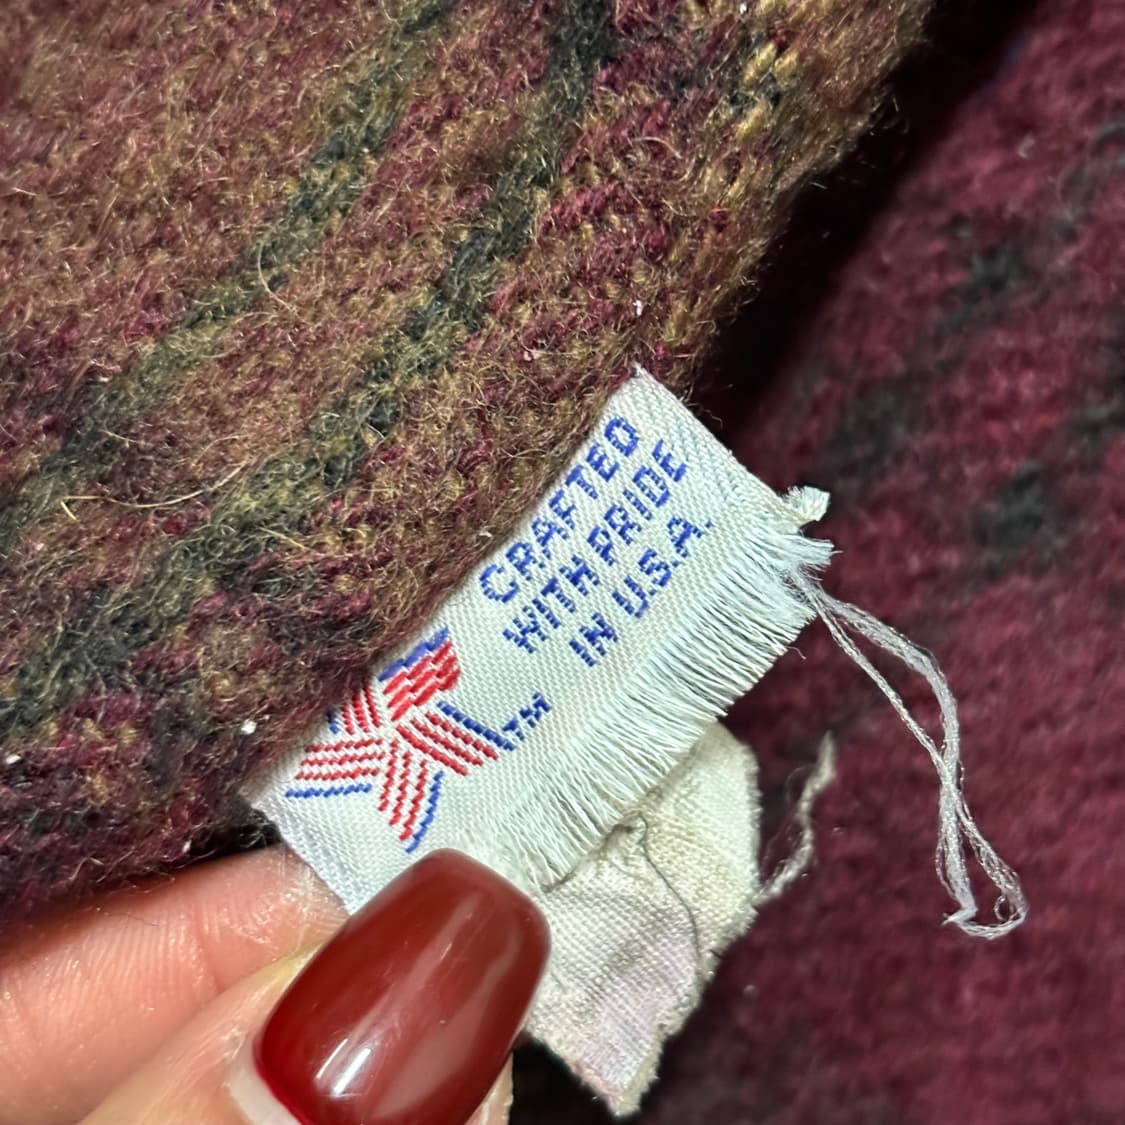 CRAFTED
WITH PRIDE
IN U.S.A.
TM